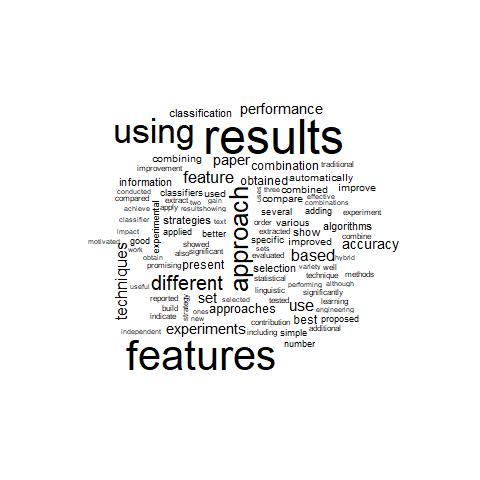 classification performance
using results
combining paper combination traditional
improvement
information feature obtained automatically
conducted classifiers used uses three combined improve
compared extract two gain effective
achieve apply resultshowing compare combinations
experimental approach several adding experiment
classifier strategies text order various algorithms
impact applied better extracted show combine
motivated good showed specific improved accuracy
work also significant sets
obtain evaluated based hybrid
techniques promising present selection variety well
different statistical technique methods
useful linguistic performing although
reported strategy set selected tested use significantly learning
build ones approaches contribution best engineering
indicate new proposed
independent experiments including simple additional
features number